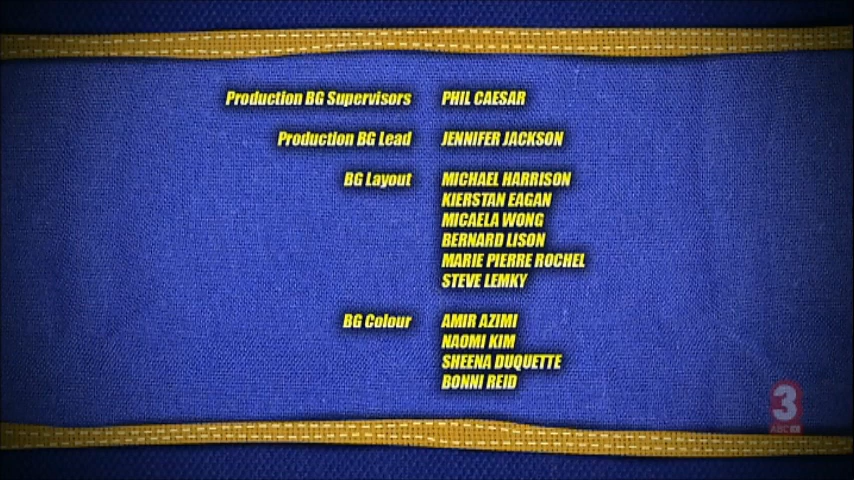 Production BG Supervisors PHIL CAESAR
Production BG Lead JENNIFER JACKSON
BG Layout MICHAEL HARRISON
KIERSTAN EAGAN
MICAELA WONG
BERNARD LISON
MARIE PIERRE ROCHEL
STEVE LEMKY
BG Colour AMIR AZIMI
NAOMI KIM
SHEENA DUQUETTE
BONNI REID
3
ABC